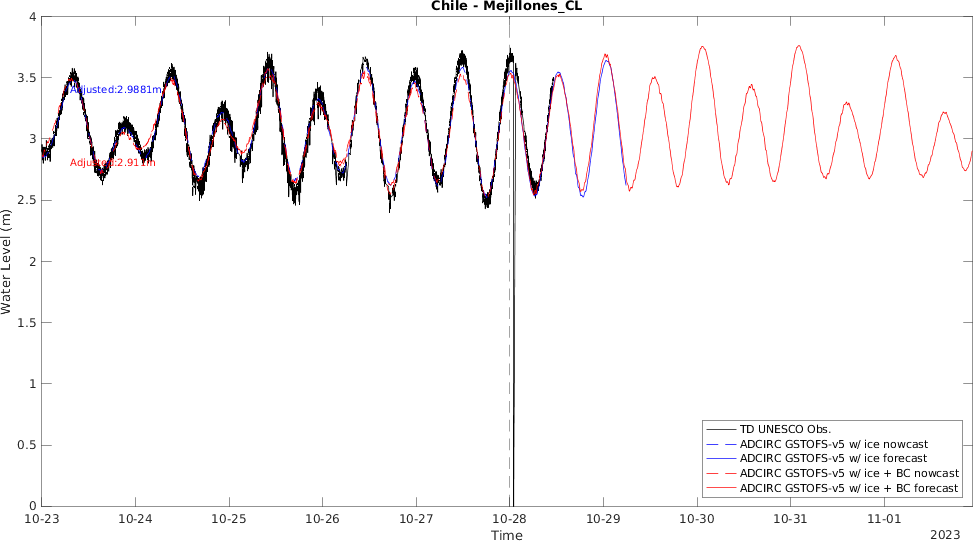 Chile - Mejillones_CL
4
3.5
3
2.5
2
1.5
1
0.5
0
Water Level (m)
Adjusted:2.9881m
Adjusted:2.917m
TD UNESCO Obs.
ADCIRC GSTOFS-v5 w/ ice nowcast
ADCIRC GSTOFS-v5 w/ ice forecast
ADCIRC GSTOFS-v5 w/ ice + BC nowcast
ADCIRC GSTOFS-v5 w/ ice + BC forecast
10-23 10-24 10-25 10-26 10-27 10-28 10-29 10-30 10-31 11-01
Time
2023